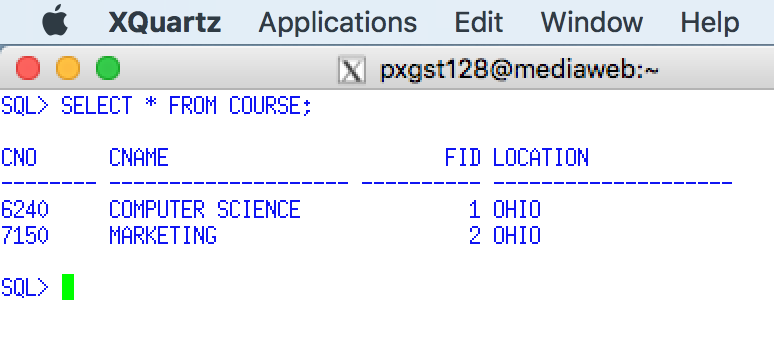 XQuartz Applications Edit Window Help
X pxgst128@mediaweb:~
SQL> SELECT * FROM COURSE;
CNO CNAME FID LOCATION
-------- -------------------- ---------- --------------------
6240 COMPUTER SCIENCE 1 OHIO
7150 MARKETING 2 OHIO
SQL>